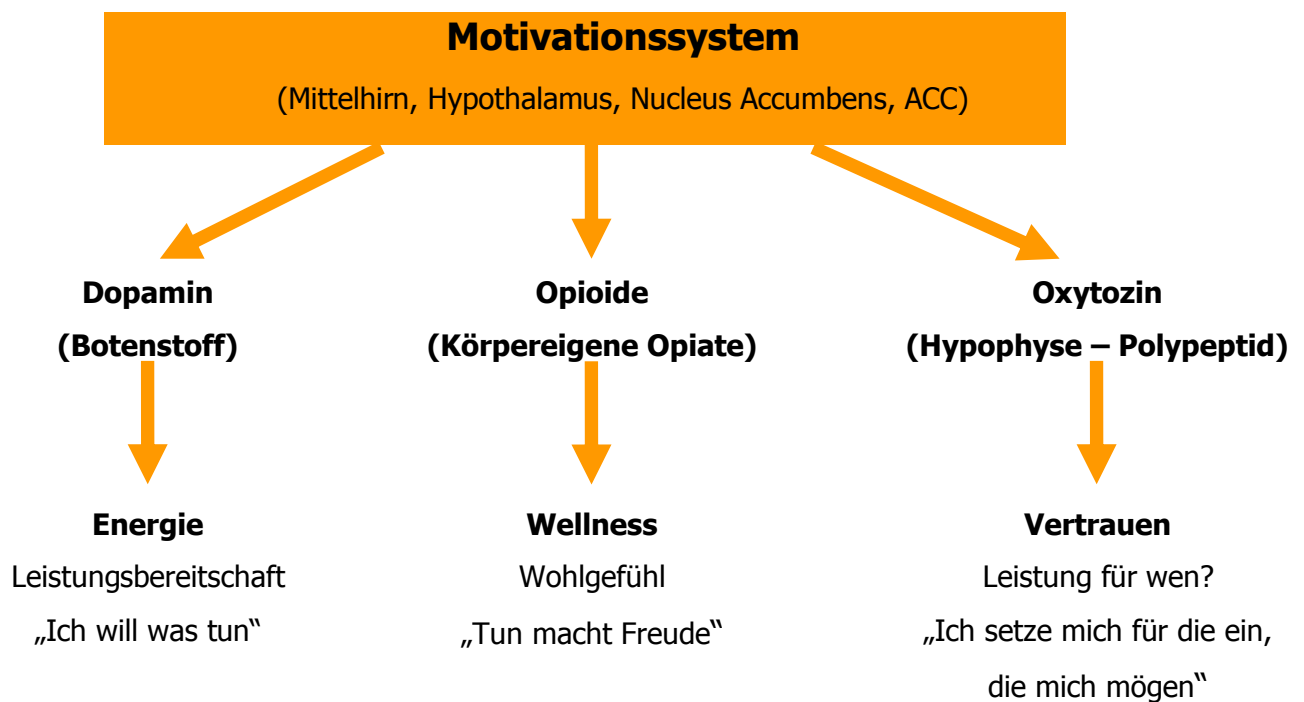 Motivationssystem
(Mittelhirn, Hypothalamus, Nucleus Accumbens, ACC)
Dopamin
(Botenstoff)
Opioide
(Körpereigene Opiate)
Oxytozin
(Hypophyse – Polypeptid)
Energie
Leistungsbereitschaft
„Ich will was tun“
Wellness
Wohlgefühl
„Tun macht Freude“
Vertrauen
Leistung für wen?
„Ich setze mich für die ein,
die mich mögen“